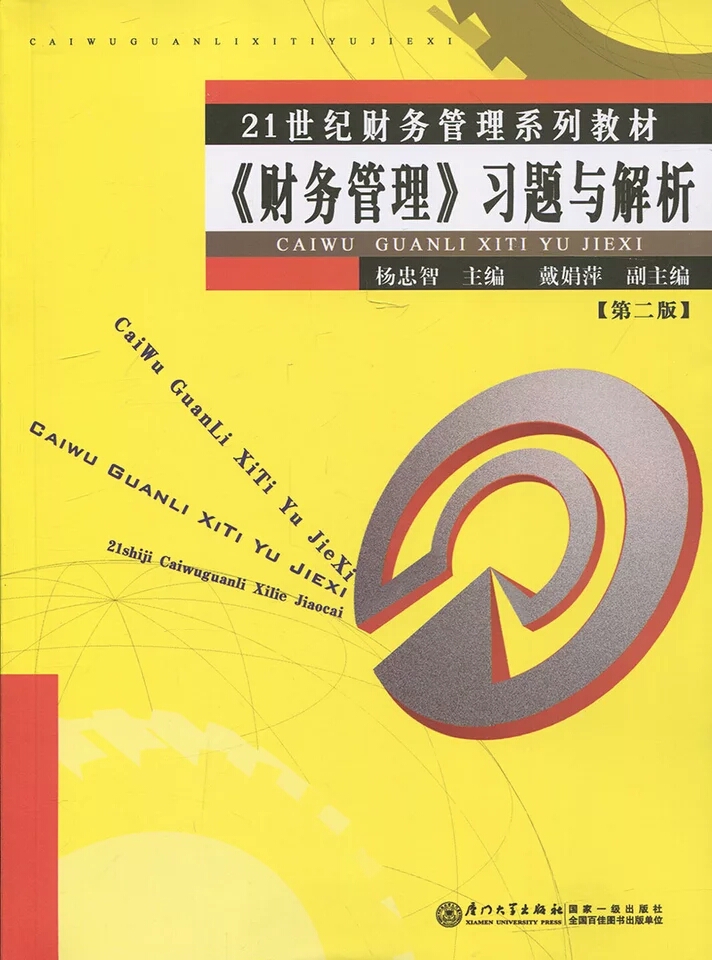 CAIWUGUANLIXITIYUJIEXI
21世纪财务管理系列教材
《财务管理》习题与解析
CAIWU GUANLI XITI YU JIEXI
杨忠智 主编 戴娟萍 副主编
【第二版】
CaiWu GuanLi XiTi Yu JieXi
CAIWU GUANLI XITI YU JIEXI
21shiji Caiwuguanli Xilie Jiaocai
厦门大学出版社 国家一级出版社
XIAMEN UNIVERSITY PRESS 全国百佳图书出版单位